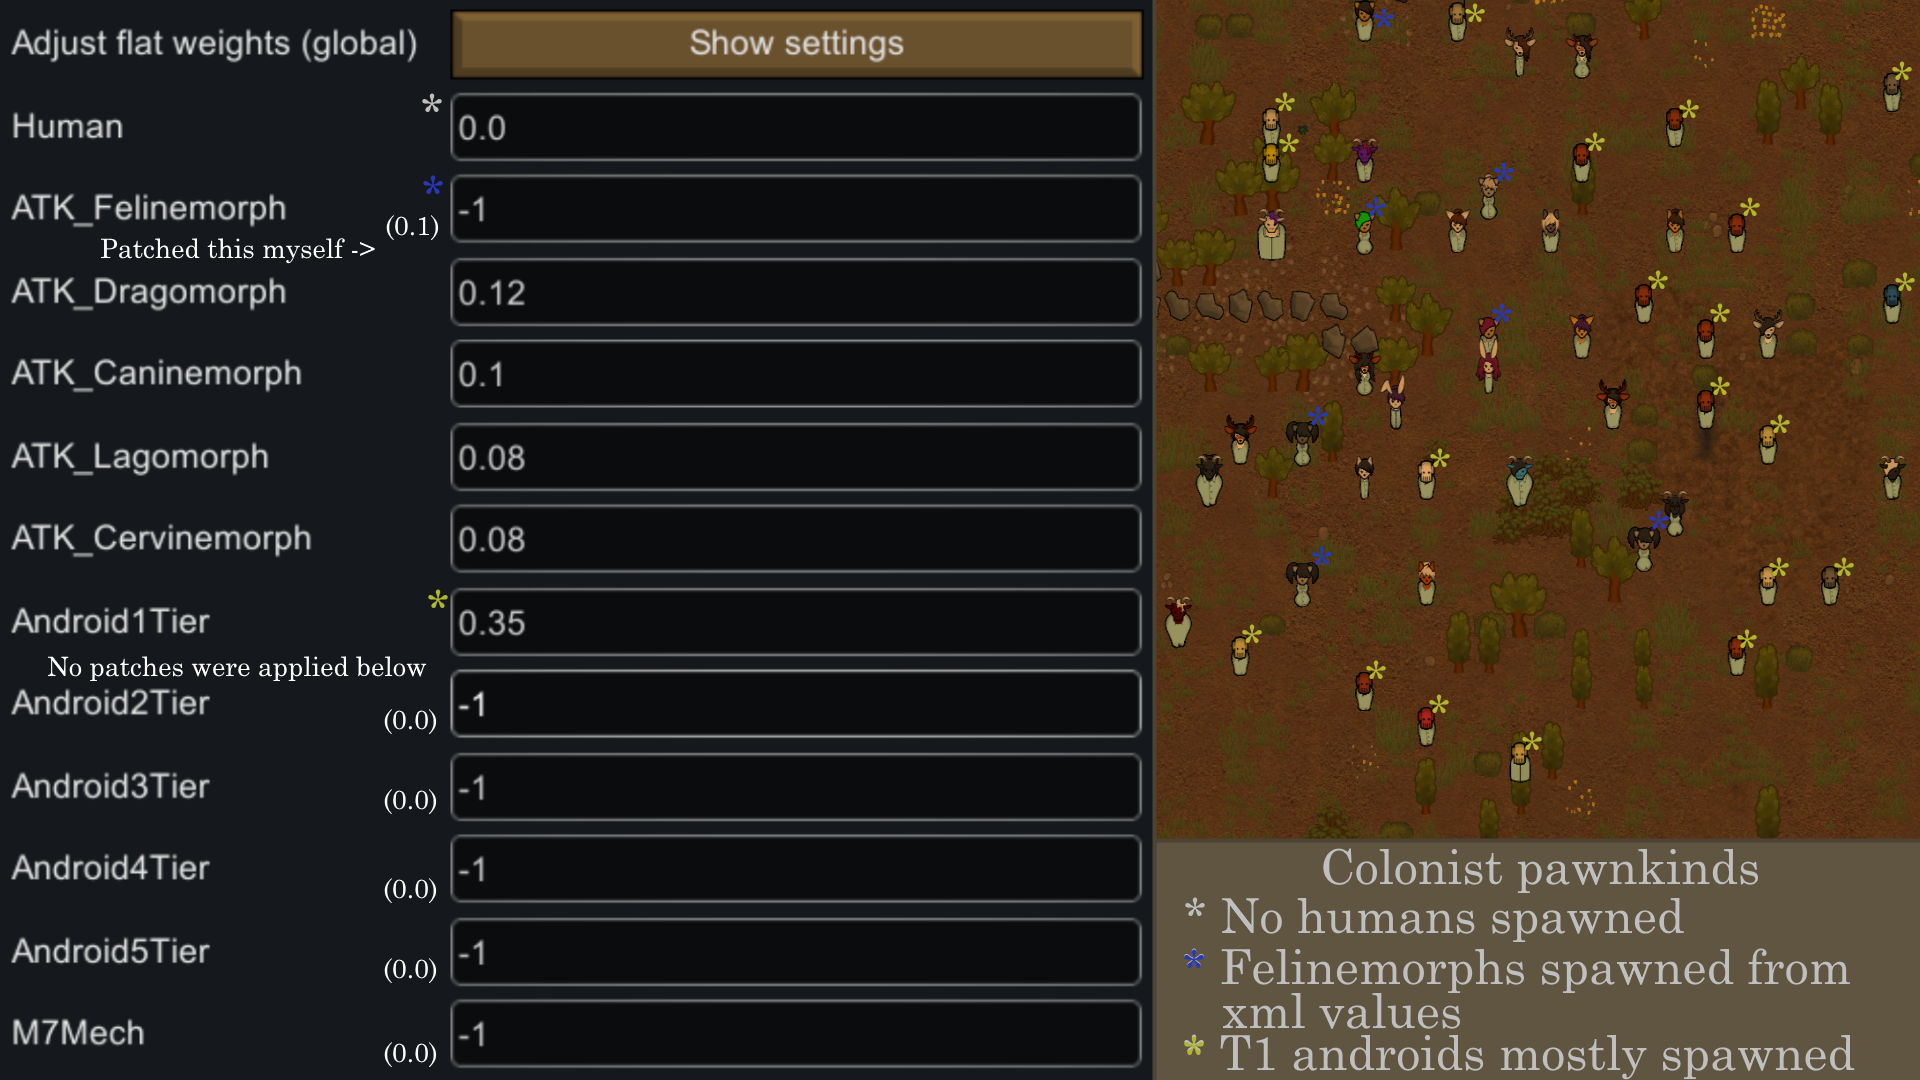 Adjust flat weights (global)
Show settings
Human
*
0.0
ATK_Felinemorph
*
(0.1)
-1
Patched this myself ->
ATK_Dragomorph
0.12
ATK_Caninemorph
0.1
ATK_Lagomorph
0.08
ATK_Cervinemorph
0.08
Android1Tier
*
0.35
No patches were applied below
Android2Tier
(0.0)
-1
Android3Tier
(0.0)
-1
Android4Tier
(0.0)
-1
Android5Tier
(0.0)
-1
M7Mech
(0.0)
-1
Colonist pawnkinds
* No humans spawned
* Felinemorphs spawned from
xml values
* T1 androids mostly spawned